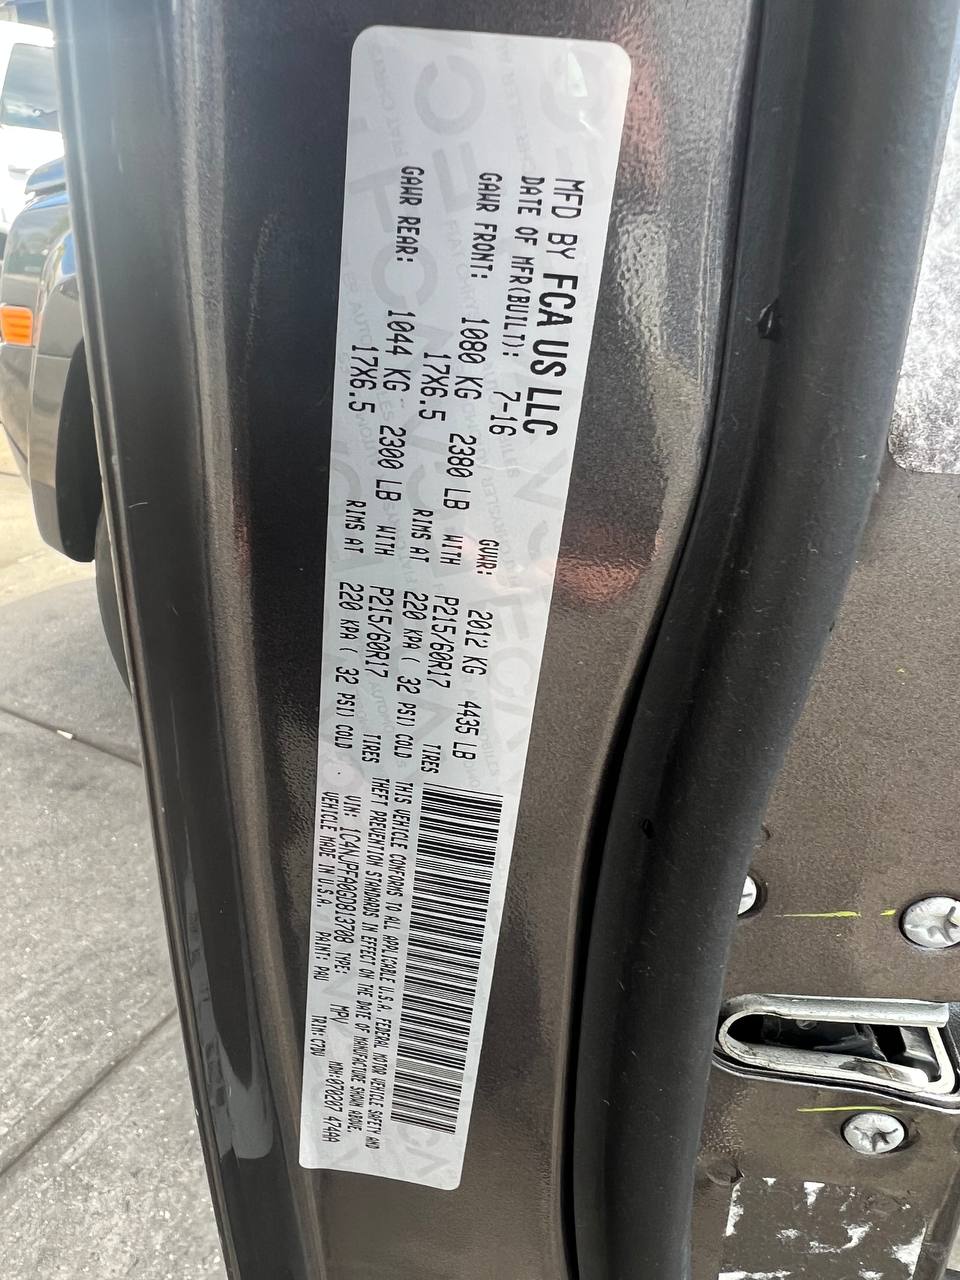 MFD BY FCA US LLC
DATE OF MFR(BUILT): 7-16 GVWR: 2012 KG 4435 LB
GAWR FRONT: 1080 KG 2380 LB WITH P215/60R17 TIRES
17X6.5 RIMS AT 220 KPA ( 32 PSI) COLD
GAWR REAR: 1044 KG 2300 LB WITH P215/60R17 TIRES
17X6.5 RIMS AT 220 KPA ( 32 PSI) COLD
THIS VEHICLE CONFORMS TO ALL APPLICABLE U.S.A. FEDERAL MOTOR VEHICLE SAFETY AND
THEFT PREVENTION STANDARDS IN EFFECT ON THE DATE OF MANUFACTURE SHOWN ABOVE.
VIN: 1C4NJPFA0GD813708 TYPE: MPV MDH:070207 474AA
VEHICLE MADE IN U.S.A. PAINT: PAU TRIM: C7DV